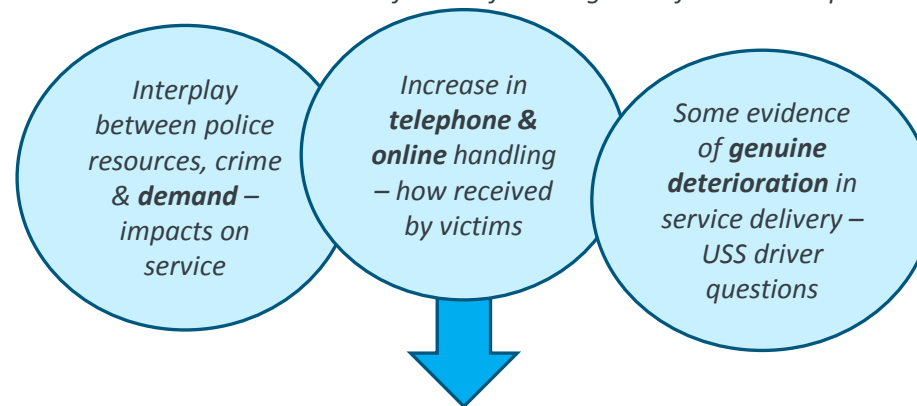 Interplay
between police
resources, crime
& demand –
impacts on
service
Increase in
telephone &
online handling
– how received
by victims
Some evidence
of genuine
deterioration in
service delivery –
USS driver
questions